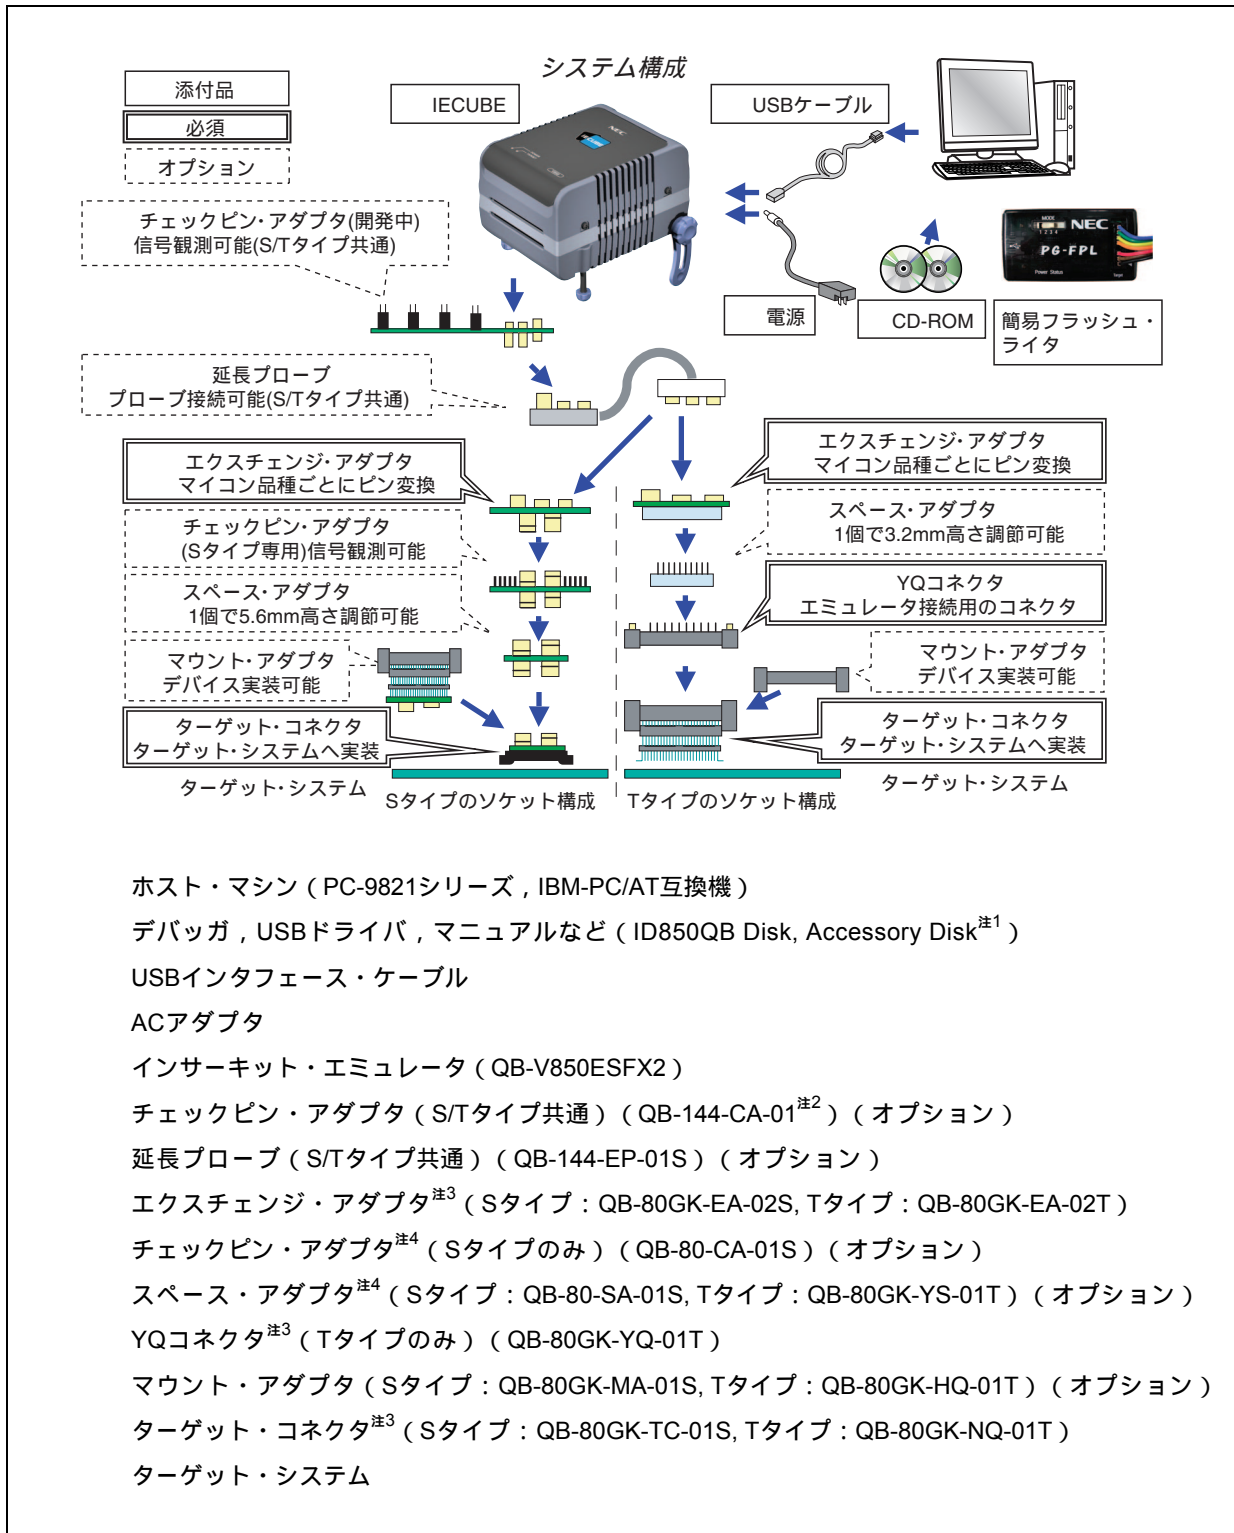 システム構成
添付品
必須
オプション
IECUBE
USBケーブル
NEC
チェックピン・アダプタ(開発中)
信号観測可能(S/Tタイプ共通)
MODE
1 2 3 4
NEC
PG-FPL
Power Status
Target
電源
CD-ROM
簡易フラッシュ・
ライタ
延長プローブ
プローブ接続可能(S/Tタイプ共通)
エクスチェンジ・アダプタ
マイコン品種ごとにピン変換
チェックピン・アダプタ
(Sタイプ専用)信号観測可能
スペース・アダプタ
1個で5.6mm高さ調節可能
マウント・アダプタ
デバイス実装可能
ターゲット・コネクタ
ターゲット・システムへ実装
ターゲット・システム
Sタイプのソケット構成
エクスチェンジ・アダプタ
マイコン品種ごとにピン変換
スペース・アダプタ
1個で3.2mm高さ調節可能
YQコネクタ
エミュレータ接続用のコネクタ
マウント・アダプタ
デバイス実装可能
ターゲット・コネクタ
ターゲット・システムへ実装
ターゲット・システム
Tタイプのソケット構成
ホスト・マシン(PC-9821シリーズ,IBM-PC/AT互換機)
デバッガ,USBドライバ,マニュアルなど(ID850QB Disk, Accessory Disk注1)
USBインタフェース・ケーブル
ACアダプタ
インサーキット・エミュレータ(QB-V850ESFX2)
チェックピン・アダプタ(S/Tタイプ共通)(QB-144-CA-01注2)(オプション)
延長プローブ(S/Tタイプ共通)(QB-144-EP-01S)(オプション)
エクスチェンジ・アダプタ注3(Sタイプ:QB-80GK-EA-02S, Tタイプ:QB-80GK-EA-02T)
チェックピン・アダプタ注4(Sタイプのみ)(QB-80-CA-01S)(オプション)
スペース・アダプタ注4(Sタイプ:QB-80-SA-01S, Tタイプ:QB-80GK-YS-01T)(オプション)
YQコネクタ注3(Tタイプのみ)(QB-80GK-YQ-01T)
マウント・アダプタ(Sタイプ:QB-80GK-MA-01S, Tタイプ:QB-80GK-HQ-01T)(オプション)
ターゲット・コネクタ注3(Sタイプ:QB-80GK-TC-01S, Tタイプ:QB-80GK-NQ-01T)
ターゲット・システム